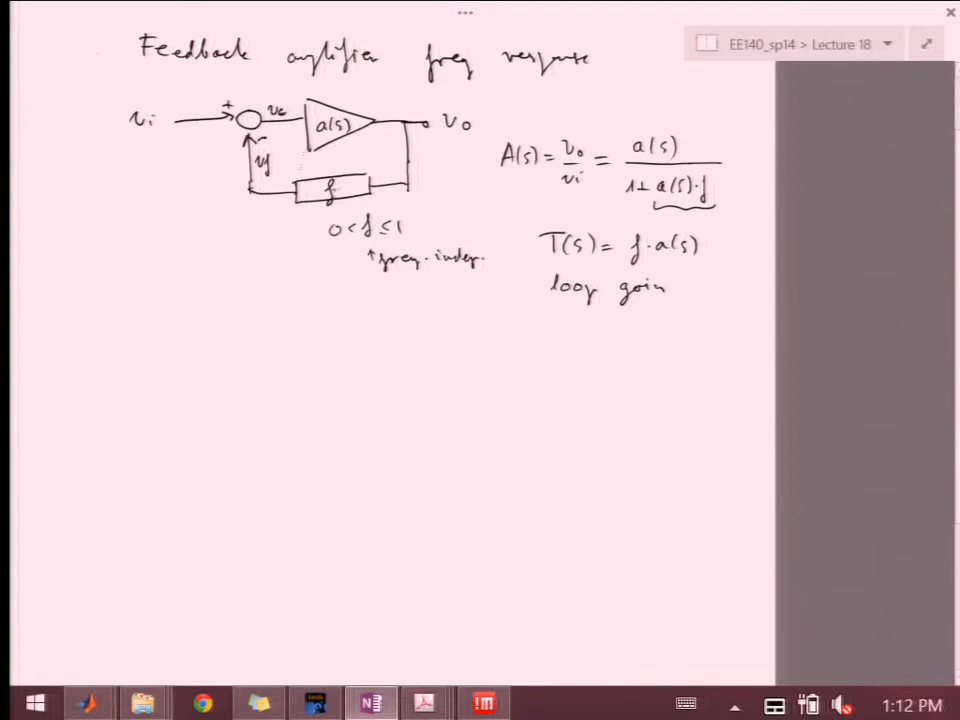 EE140_sp14 > Lecture 18
Feedback amplifier freq response
vi + vε a(s) vo
- vf
f
0 < f ≤ 1
↑ freq. indep.
A(s) = vo/vi = a(s)/(1 + a(s)·f)
T(s) = f·a(s)
loop gain
1:12 PM